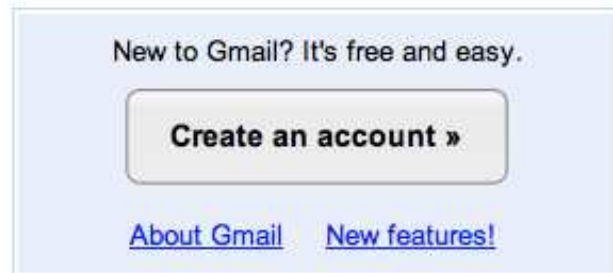 New to Gmail? It's free and easy.
Create an account »
About Gmail New features!